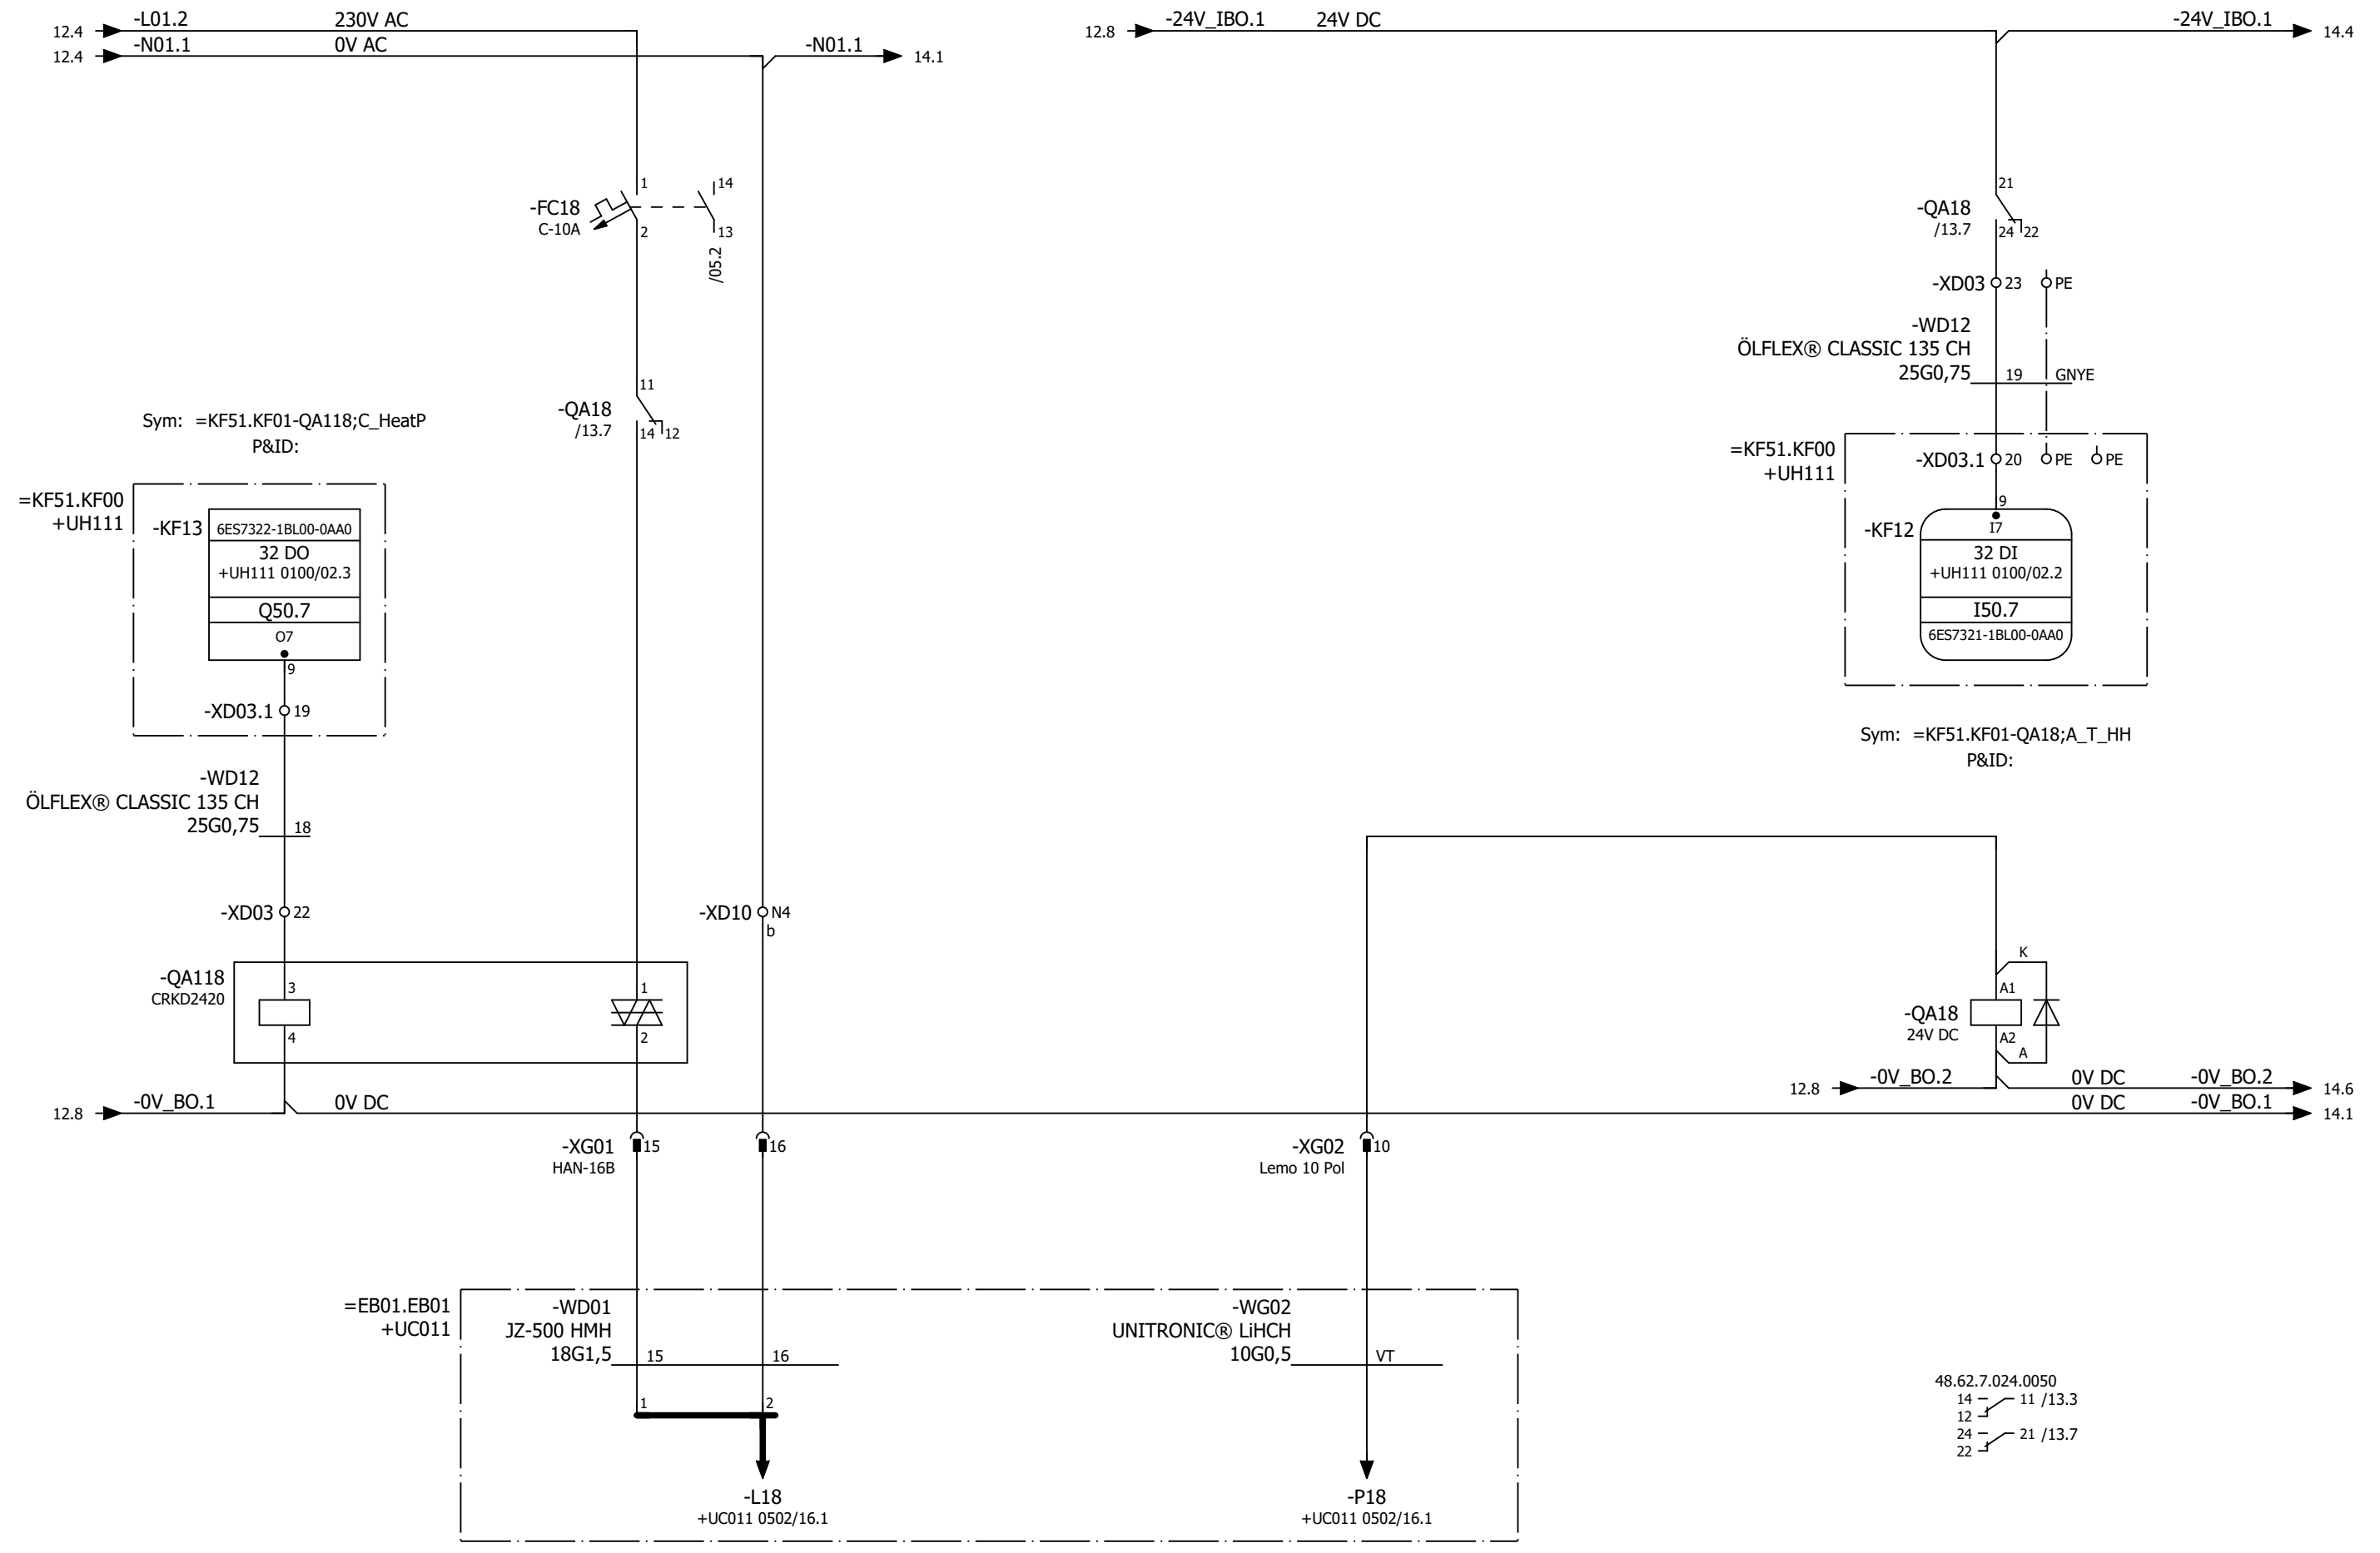 -L01.2 230V AC
12.4
-N01.1 0V AC
12.4
-N01.1
14.1
-24V_IBO.1 24V DC
12.8
-24V_IBO.1
14.4
1
14
-FC18
C-10A
2
13
/05.2
21
-QA18
/13.7
24 22
-XD03 23 PE
-WD12
ÖLFLEX® CLASSIC 135 CH
25G0,75 19 GNYE
11
-QA18
/13.7
14 12
Sym: =KF51.KF01-QA118;C_HeatP
P&ID:
=KF51.KF00
+UH111
-KF13
6ES7322-1BL00-0AA0
32 DO
+UH111 0100/02.3
Q50.7
O7
9
-XD03.1 19
=KF51.KF00
+UH111
-XD03.1 20 PE PE
9
-KF12
I7
32 DI
+UH111 0100/02.2
I50.7
6ES7321-1BL00-0AA0
Sym: =KF51.KF01-QA18;A_T_HH
P&ID:
-WD12
ÖLFLEX® CLASSIC 135 CH
25G0,75 18
-XD03 22
-XD10 N4
b
-QA118
CRKD2420
3
4
1
2
K
A1
-QA18
24V DC
A2
A
-0V_BO.2
12.8
0V DC -0V_BO.2
14.6
-0V_BO.1 0V DC
12.8
0V DC -0V_BO.1
14.1
-XG01 15 16
HAN-16B
-XG02 10
Lemo 10 Pol
=EB01.EB01
+UC011
-WD01
JZ-500 HMH
18G1,5 15 16
1 2
-L18
+UC011 0502/16.1
-WG02
UNITRONIC® LiHCH
10G0,5 VT
-P18
+UC011 0502/16.1
48.62.7.024.0050
14 11 /13.3
12
24 21 /13.7
22